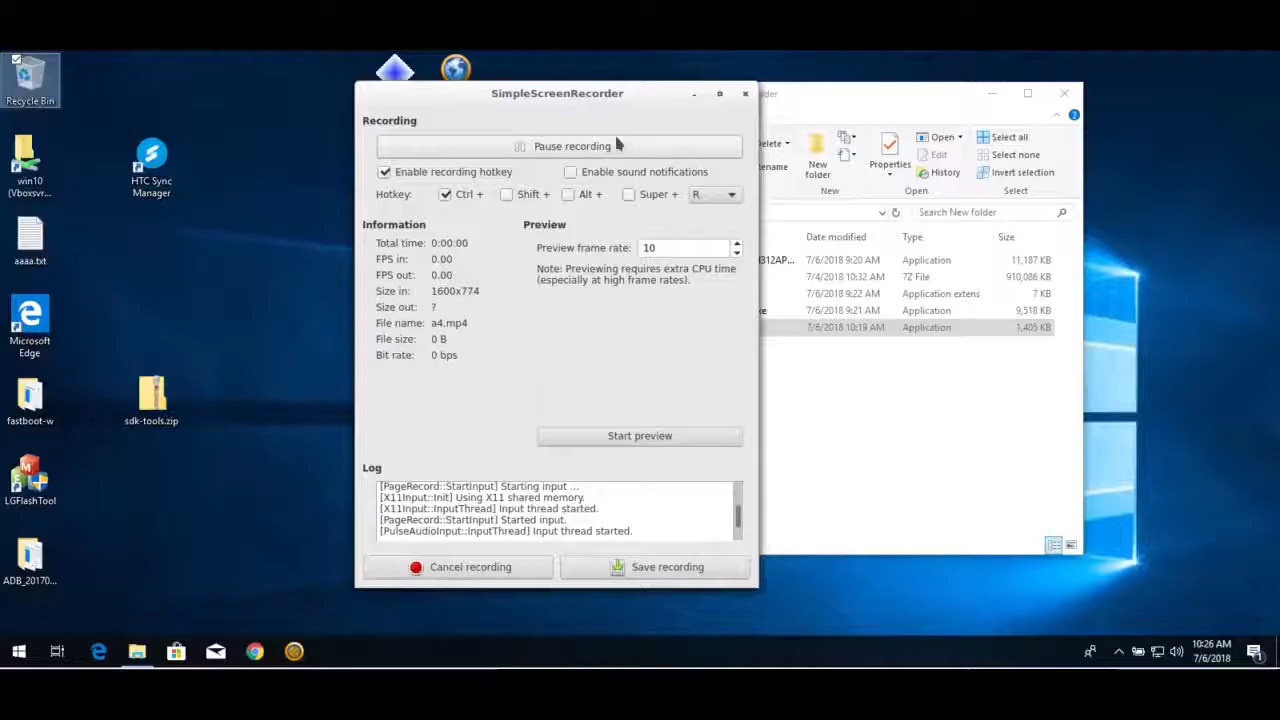 Recycle Bin
win10
(Vboxsvr...
HTC Sync
Manager
aaaa.txt
Microsoft
Edge
fastboot-w
sdk-tools.zip
LGFlashTool
ADB_20170...
SimpleScreenRecorder
Recording
Pause recording
Enable recording hotkey
Enable sound notifications
Hotkey: Ctrl + Shift + Alt + Super + R...
Information
Total time: 0:00:00
FPS in: 0.00
FPS out: 0.00
Size in: 1600x774
Size out: ?
File name: a4.mp4
File size: 0 B
Bit rate: 0 bps
Preview
Preview frame rate: 10
Note: Previewing requires extra CPU time
(especially at high frame rates).
Start preview
Log
[PageRecord::StartInput] Starting input ...
[X11Input::Init] Using X11 shared memory.
[X11Input::InputThread] Input thread started.
[PageRecord::StartInput] Started input.
[PulseAudioInput::InputThread] Input thread started.
Cancel recording
Save recording
lder
Delete
ename
New
folder
New
Properties
Open
Edit
History
Open
Select all
Select none
Invert selection
Select
Search New folder
Date modified Type Size
H312AP... 7/6/2018 9:20 AM Application 11,187 KB
7/4/2018 10:32 AM 7Z File 910,086 KB
7/6/2018 9:22 AM Application extens 7 KB
xe 7/6/2018 9:21 AM Application 9,518 KB
7/6/2018 10:19 AM Application 1,405 KB
10:26 AM
7/6/2018
1